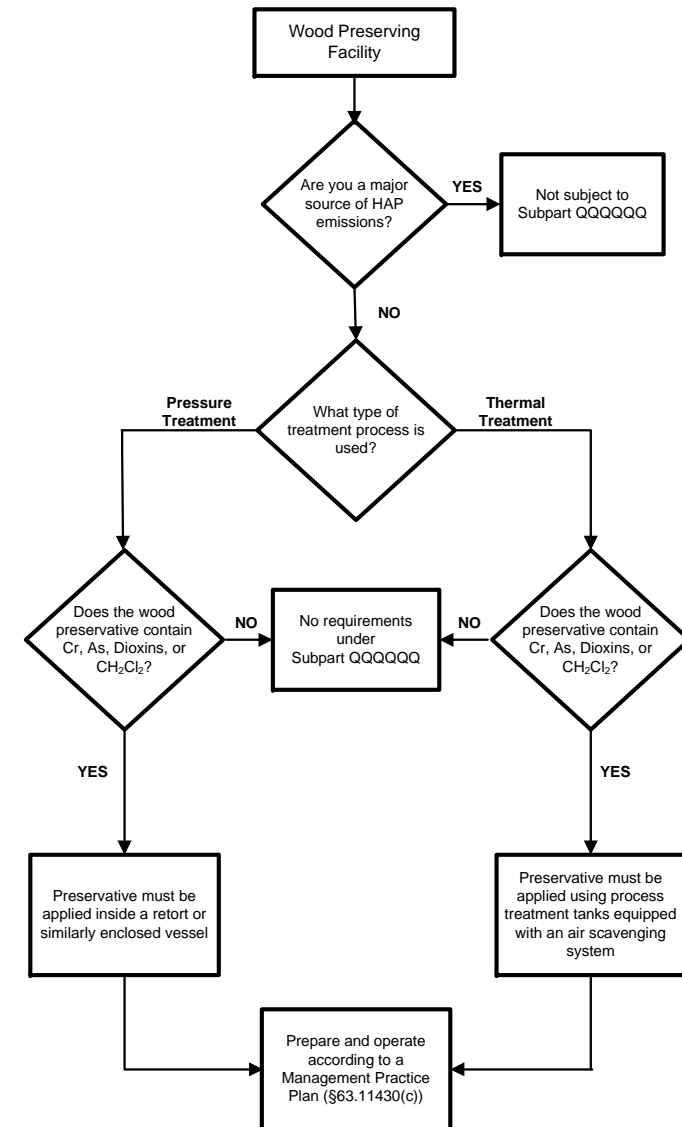 Wood Preserving
Facility
Are you a major
source of HAP
emissions?
YES
Not subject to
Subpart QQQQQQ
NO
What type of
treatment process is
used?
Pressure
Treatment
Thermal
Treatment
Does the wood
preservative contain
Cr, As, Dioxins, or
CH₂Cl₂?
NO
No requirements
under
Subpart QQQQQQ
NO
Does the wood
preservative contain
Cr, As, Dioxins, or
CH₂Cl₂?
YES
YES
Preservative must be
applied inside a retort or
similarly enclosed vessel
Preservative must be
applied using process
treatment tanks equipped
with an air scavenging
system
Prepare and operate
according to a
Management Practice
Plan (§63.11430(c))